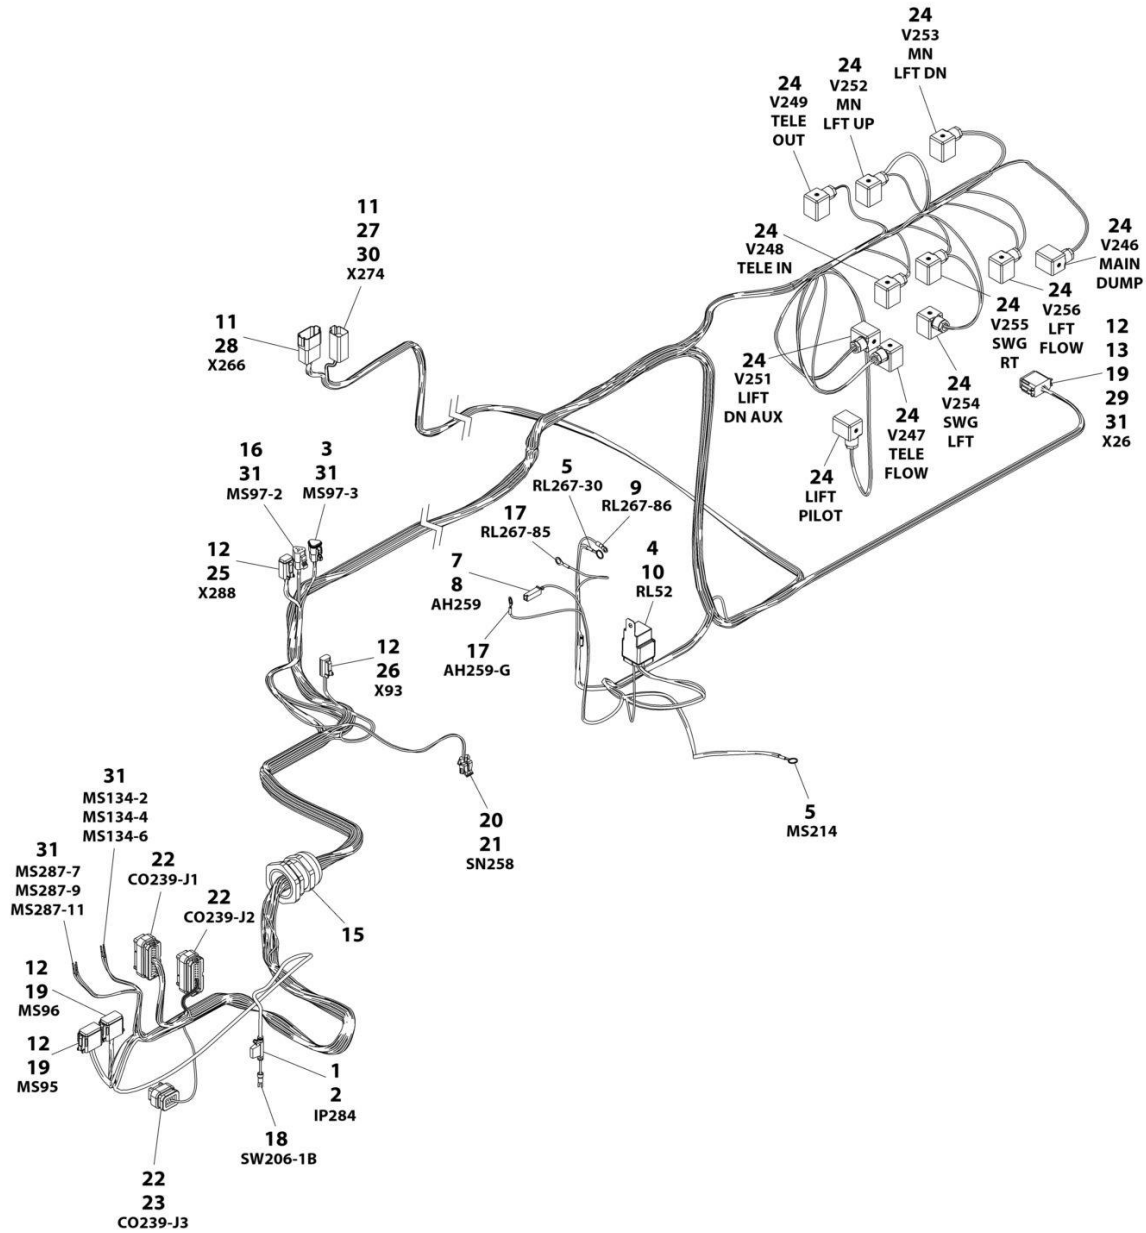 24
V253
MN
LFT DN
24
V252
MN
LFT UP
24
V249
TELE
OUT
11
27
30
X274
24
V248
TELE IN
24
V246
MAIN
DUMP
11
28
X266
24
V256
LFT
FLOW
24
V255
SWG
RT
12
13
19
29
31
X26
24
V251
LIFT
DN AUX
24
V254
SWG
LFT
24
V247
TELE
FLOW
24
LIFT
PILOT
16
31
MS97-2
3
31
MS97-3
5
RL267-30
9
RL267-86
17
RL267-85
4
10
RL52
12
25
X288
7
8
AH259
17
AH259-G
12
26
X93
31
MS134-2
MS134-4
MS134-6
20
21
SN258
5
MS214
31
MS287-7
MS287-9
MS287-11
22
CO239-J1
22
CO239-J2
15
12
19
MS96
12
19
MS95
1
2
IP284
18
SW206-1B
22
23
CO239-J3